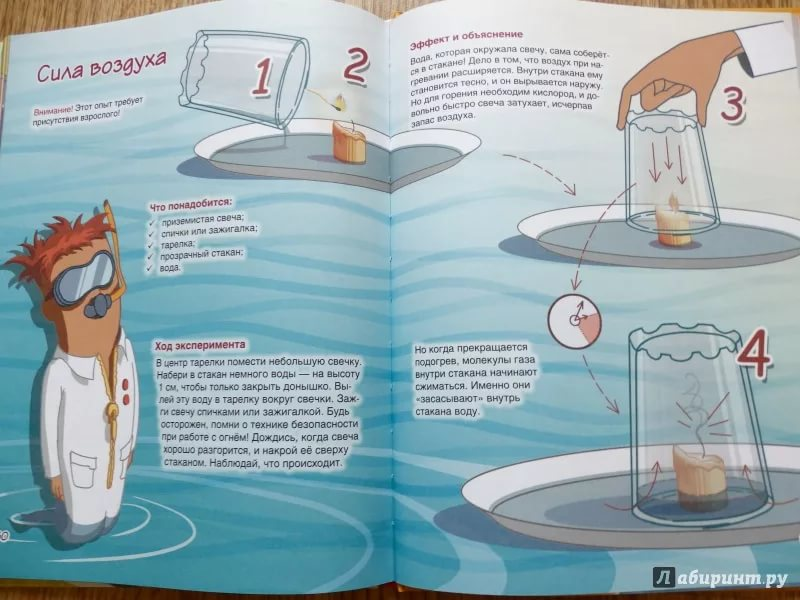 Сила воздуха
Внимание! Этот опыт требует
присутствия взрослого!
1
2
Что понадобится:
✓ приземистая свеча;
✓ спички или зажигалка;
✓ тарелка;
✓ прозрачный стакан;
✓ вода.
Ход эксперимента
В центр тарелки помести небольшую свечку.
Набери в стакан немного воды — на высоту
1 см, чтобы только закрыть донышко. Вы-
лей эту воду в тарелку вокруг свечки. Заж-
ги свечу спичками или зажигалкой. Будь
осторожен, помни о технике безопасности
при работе с огнём! Дождись, когда свеча
хорошо разгорится, и накрой её сверху
стаканом. Наблюдай, что происходит.
Эффект и объяснение
Вода, которая окружала свечу, сама соберёт-
ся в стакане! Дело в том, что воздух при на-
гревании расширяется. Внутри стакана ему
становится тесно, и он вырывается наружу.
Но для горения необходим кислород, и до-
вольно быстро свеча затухает, исчерпав
запас воздуха.
3
Но когда прекращается
подогрев, молекулы газа
внутри стакана начинают
сжиматься. Именно они
«засасывают» внутрь
стакана воду.
4
Лабиринт.ру